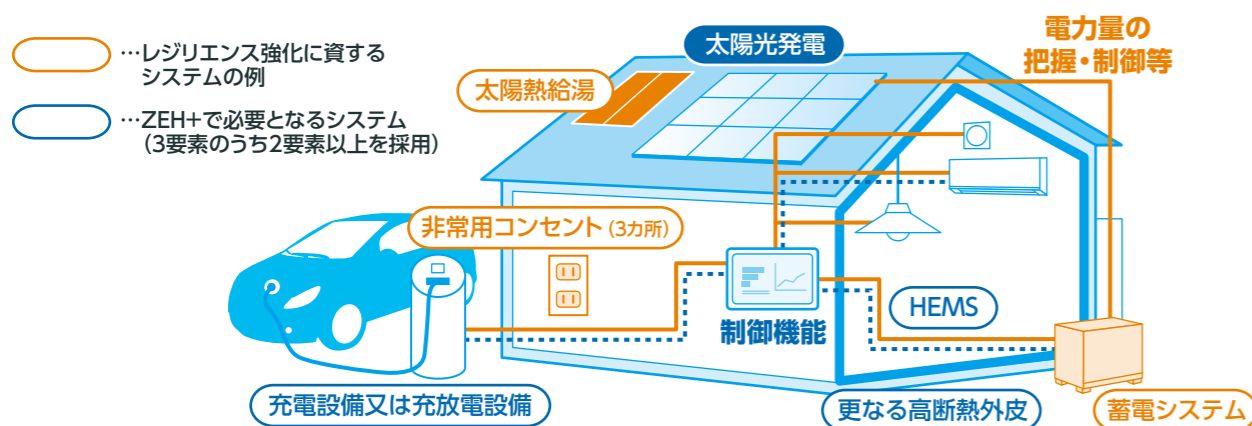 …レジリエンス強化に資する
システムの例
…ZEH+で必要となるシステム
（3要素のうち2要素以上を採用）
太陽光発電
電力量の
把握・制御等
太陽熱給湯
非常用コンセント（3カ所）
HEMS
制御機能
充電設備又は充放電設備
更なる高断熱外皮
蓄電システム